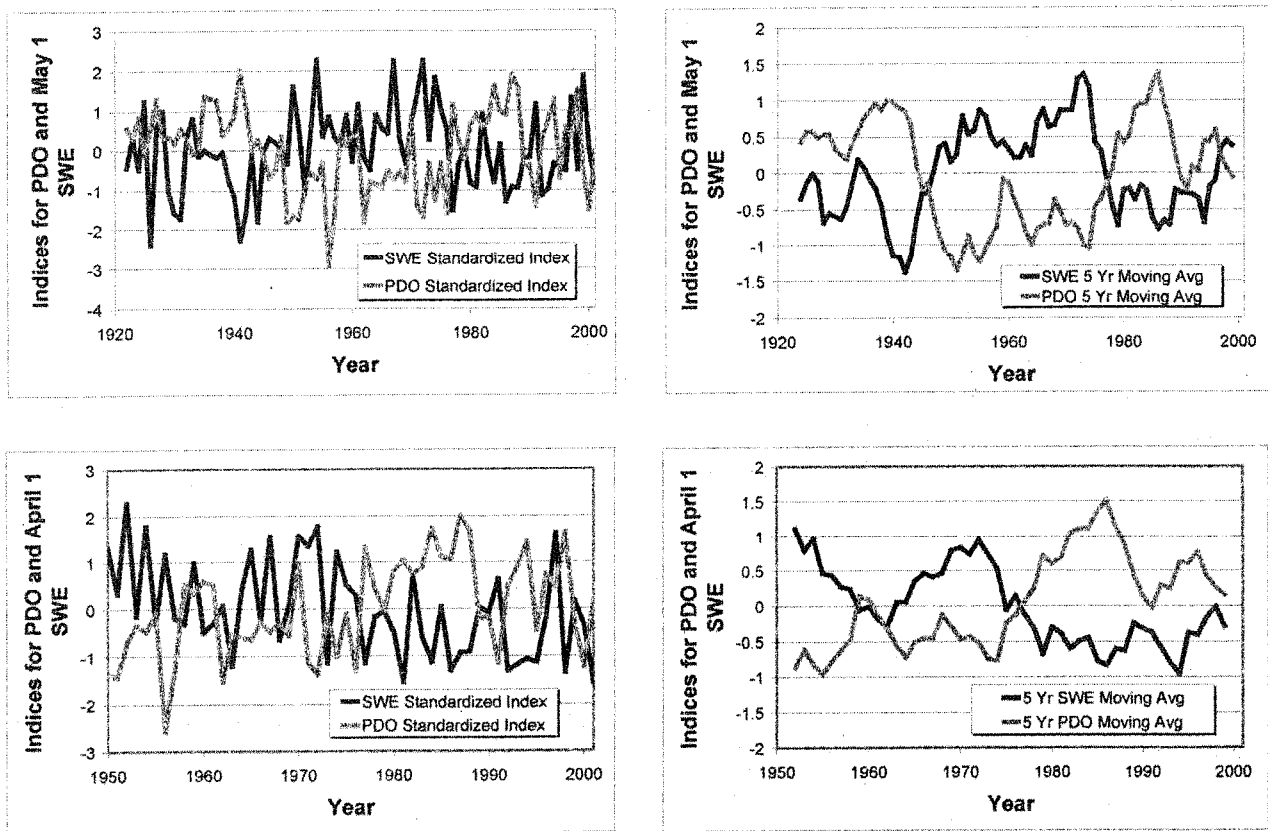 Indices for PDO and May 1
SWE
3
2
1
0
-1
-2
-3
-4
SWE Standardized Index
PDO Standardized Index
1920
1940
1960
1980
2000
Year
Indices for PDO and May 1
SWE
2
1.5
1
0.5
0
-0.5
-1
-1.5
-2
SWE 5 Yr Moving Avg
PDO 5 Yr Moving Avg
1920
1940
1960
1980
2000
Year
Indices for PDO and April 1
SWE
3
2
1
0
-1
-2
-3
SWE Standardized Index
PDO Standardized Index
1950
1960
1970
1980
1990
2000
Year
Indices for PDO and April 1
SWE
2
1.5
1
0.5
0
-0.5
-1
-1.5
-2
5 Yr SWE Moving Avg
5 Yr PDO Moving Avg
1950
1960
1970
1980
1990
2000
Year